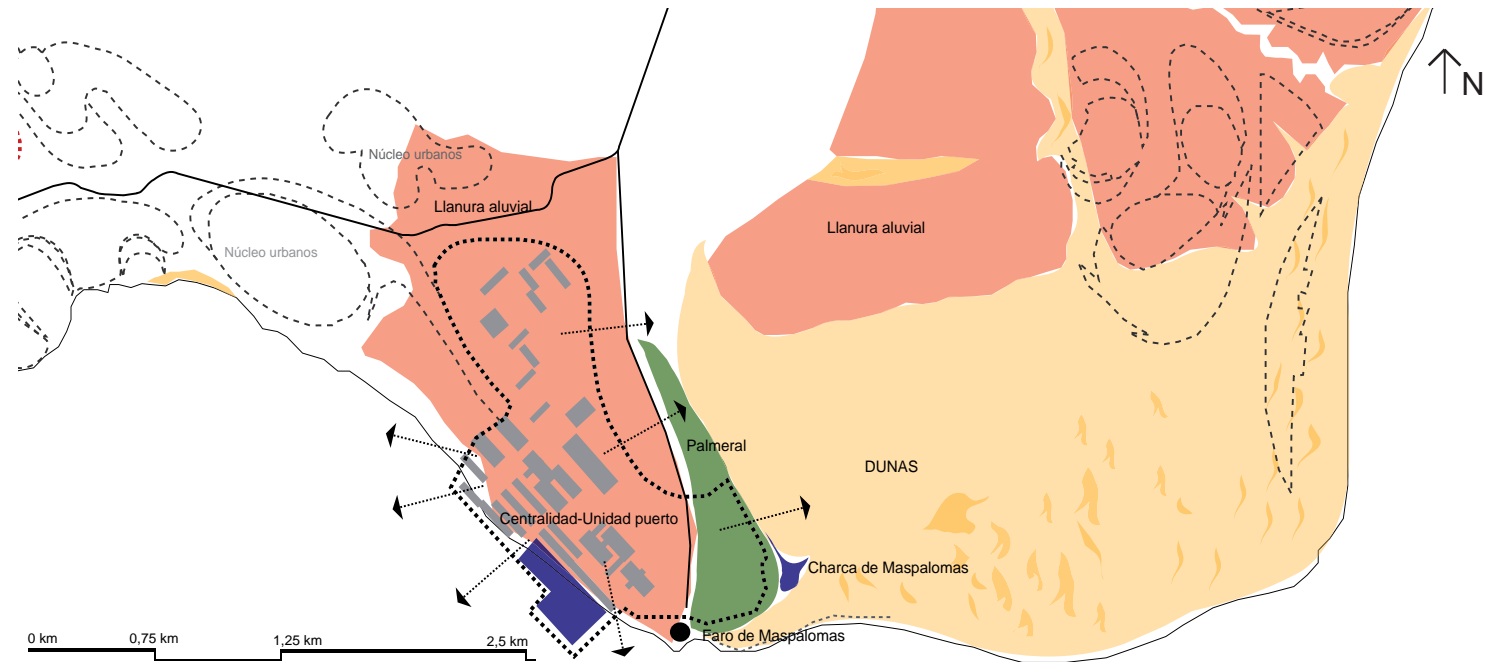 N
Núcleo urbanos
Llanura aluvial
Llanura aluvial
Núcleo urbanos
Palmeral
DUNAS
Centralidad-Unidad puerto
Charca de Maspalomas
Faro de Maspalomas
0 km 0,75 km 1,25 km 2,5 km